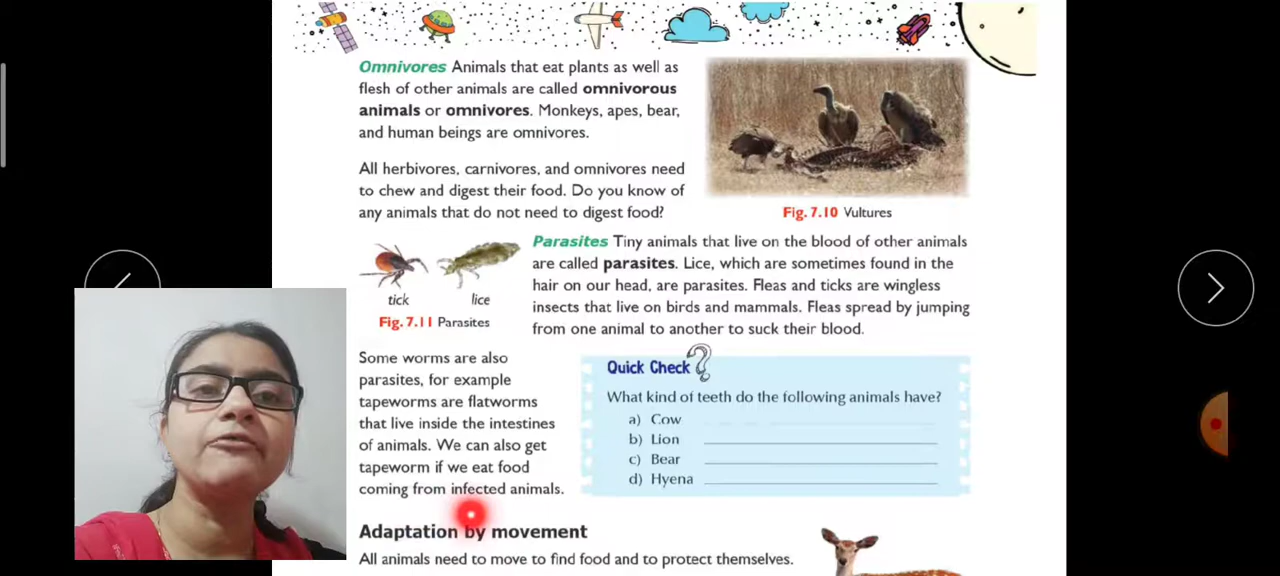 Omnivores Animals that eat plants as well as
flesh of other animals are called omnivorous
animals or omnivores. Monkeys, apes, bear,
and human beings are omnivores.
All herbivores, carnivores, and omnivores need
to chew and digest their food. Do you know of
any animals that do not need to digest food?
Fig. 7.10 Vultures
tick
lice
Fig. 7.11 Parasites
Parasites Tiny animals that live on the blood of other animals
are called parasites. Lice, which are sometimes found in the
hair on our head, are parasites. Fleas and ticks are wingless
insects that live on birds and mammals. Fleas spread by jumping
from one animal to another to suck their blood.
Some worms are also
parasites, for example
tapeworms are flatworms
that live inside the intestines
of animals. We can also get
tapeworm if we eat food
coming from infected animals.
Quick Check ?
What kind of teeth do the following animals have?
a) Cow
b) Lion
c) Bear
d) Hyena
Adaptation by movement
All animals need to move to find food and to protect themselves.